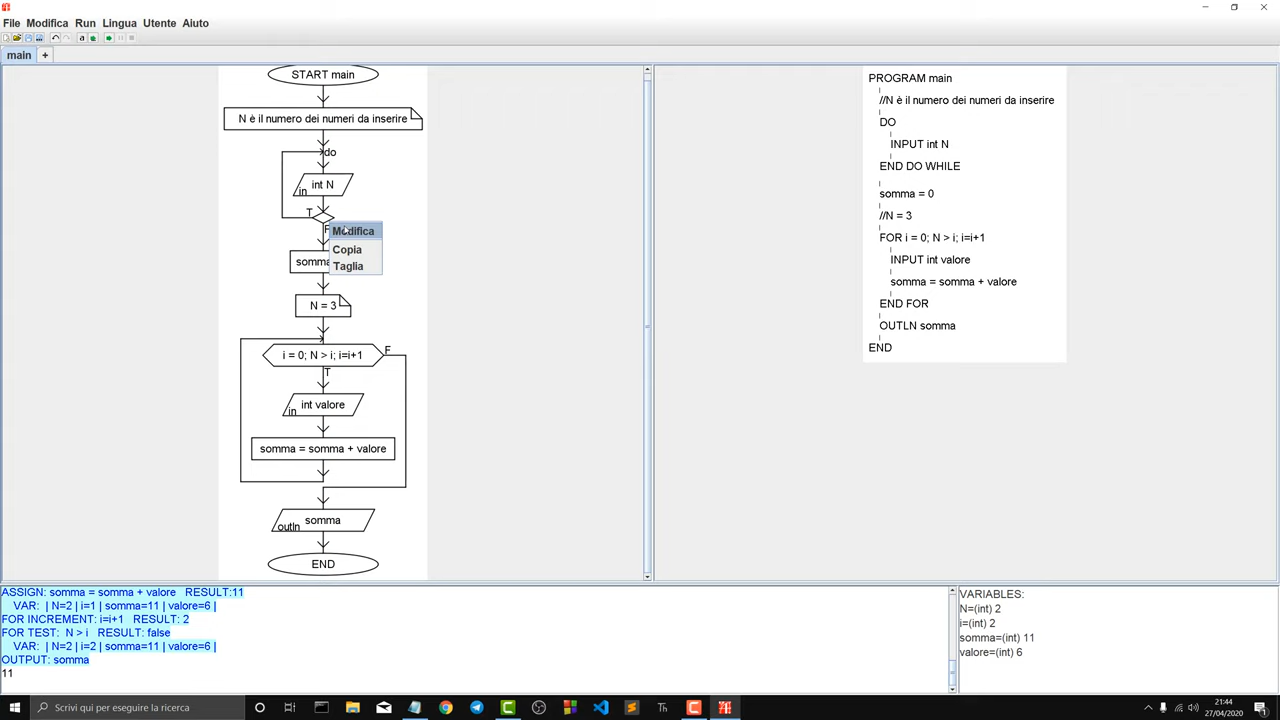 File Modifica Run Lingua Utente Aiuto
a
main +
START main
N è il numero dei numeri da inserire
do
int N
in
T
F
Modifica
Copia
Taglia
somma
N = 3
i = 0; N > i; i=i+1
F
T
int valore
in
somma = somma + valore
somma
outln
END
PROGRAM main
//N è il numero dei numeri da inserire
DO
INPUT int N
END DO WHILE
somma = 0
//N = 3
FOR i = 0; N > i; i=i+1
INPUT int valore
somma = somma + valore
END FOR
OUTLN somma
END
ASSIGN: somma = somma + valore RESULT:11
VAR: | N=2 | i=1 | somma=11 | valore=6 |
FOR INCREMENT: i=i+1 RESULT: 2
FOR TEST: N > i RESULT: false
VAR: | N=2 | i=2 | somma=11 | valore=6 |
OUTPUT: somma
11
VARIABLES:
N=(int) 2
i=(int) 2
somma=(int) 11
valore=(int) 6
Scrivi qui per eseguire la ricerca
Th
21:44
27/04/2020